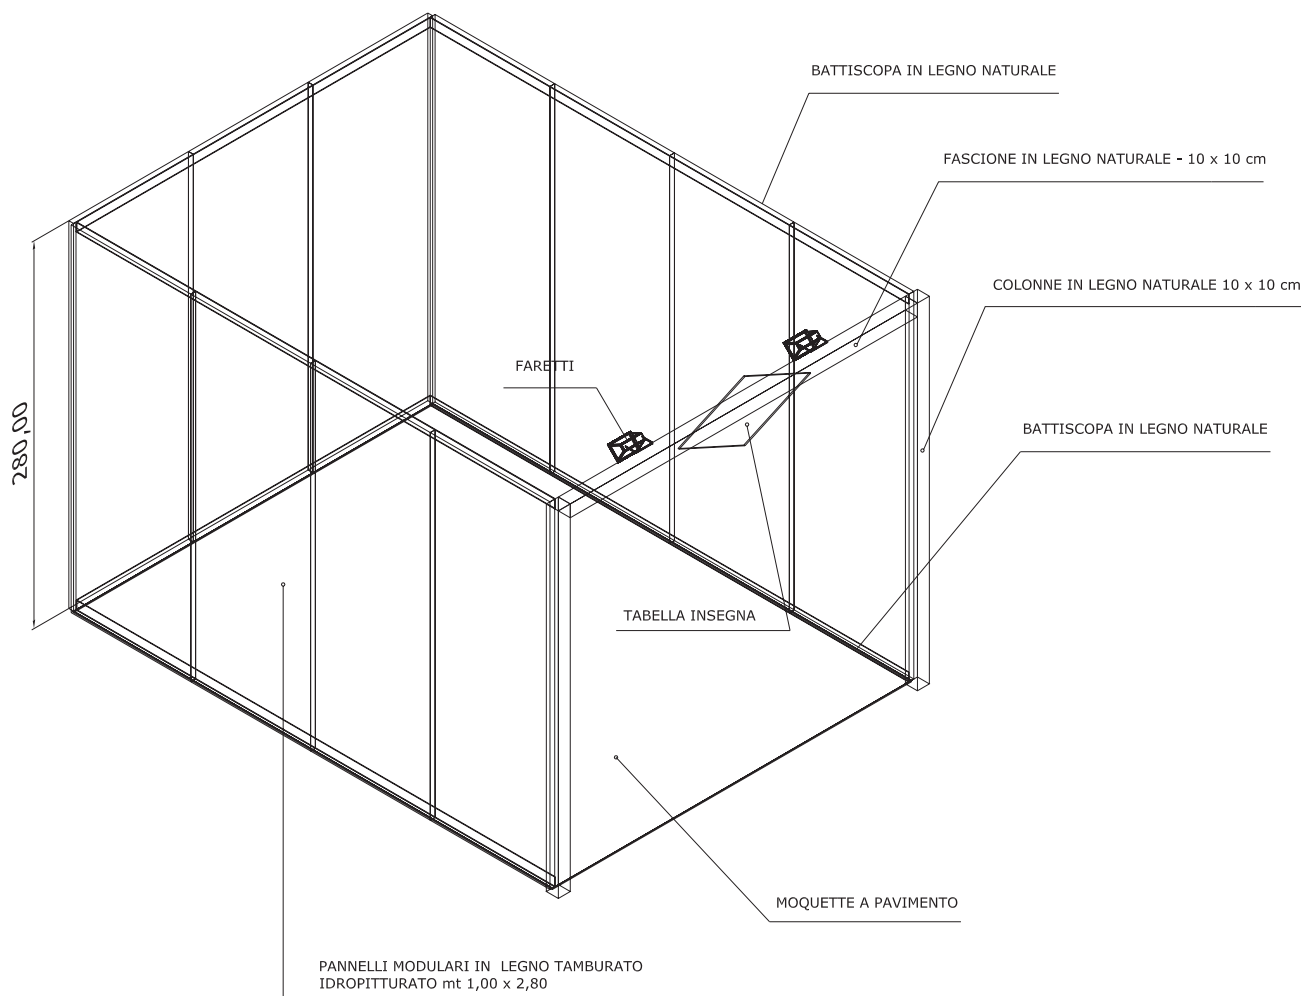 BATTISCOPA IN LEGNO NATURALE
FASCIONE IN LEGNO NATURALE - 10 x 10 cm
COLONNE IN LEGNO NATURALE 10 x 10 cm
FARETTI
280,00
BATTISCOPA IN LEGNO NATURALE
TABELLA INSEGNA
MOQUETTE A PAVIMENTO
PANNELLI MODULARI IN LEGNO TAMBURATO
IDROPITTURATO mt 1,00 x 2,80